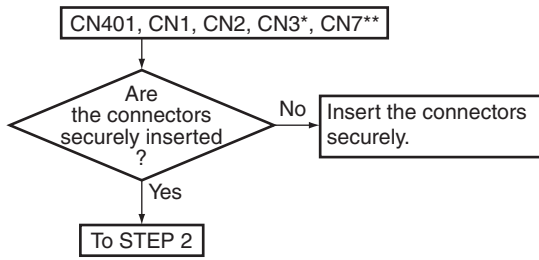 CN401, CN1, CN2, CN3*, CN7**
Are
the connectors
securely inserted
?
No
Insert the connectors
securely.
Yes
To STEP 2